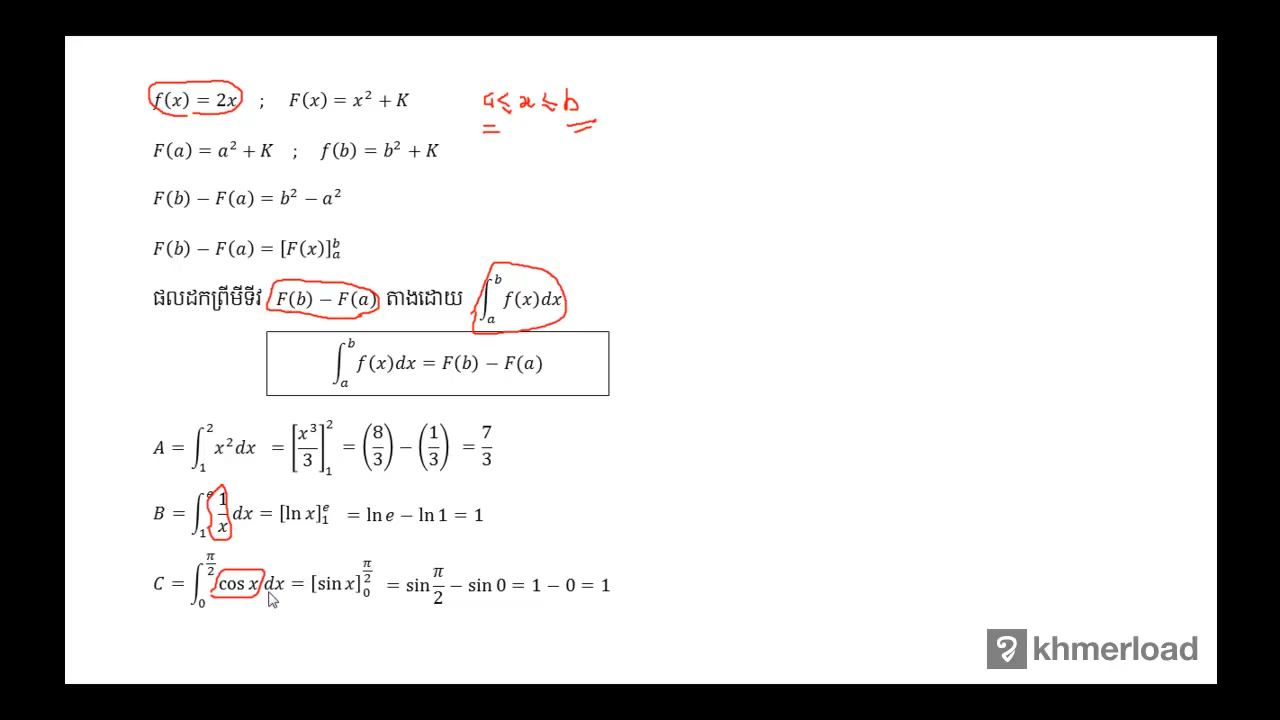 f(x) = 2x ; F(x) = x² + K a ≤ x ≤ b
F(a) = a² + K ; f(b) = b² + K
F(b) − F(a) = b² − a²
F(b) − F(a) = [F(x)]ₐᵇ
ផលដកព្រីមីទីវ F(b) − F(a) តាងដោយ ∫ₐᵇ f(x)dx
∫ₐᵇ f(x)dx = F(b) − F(a)
A = ∫₁² x²dx = [x³/3]₁² = (8/3) − (1/3) = 7/3
B = ∫₁ᵉ 1/x dx = [ln x]₁ᵉ = ln e − ln 1 = 1
C = ∫₀^(π/2) cos x dx = [sin x]₀^(π/2) = sin π/2 − sin 0 = 1 − 0 = 1
khmerload